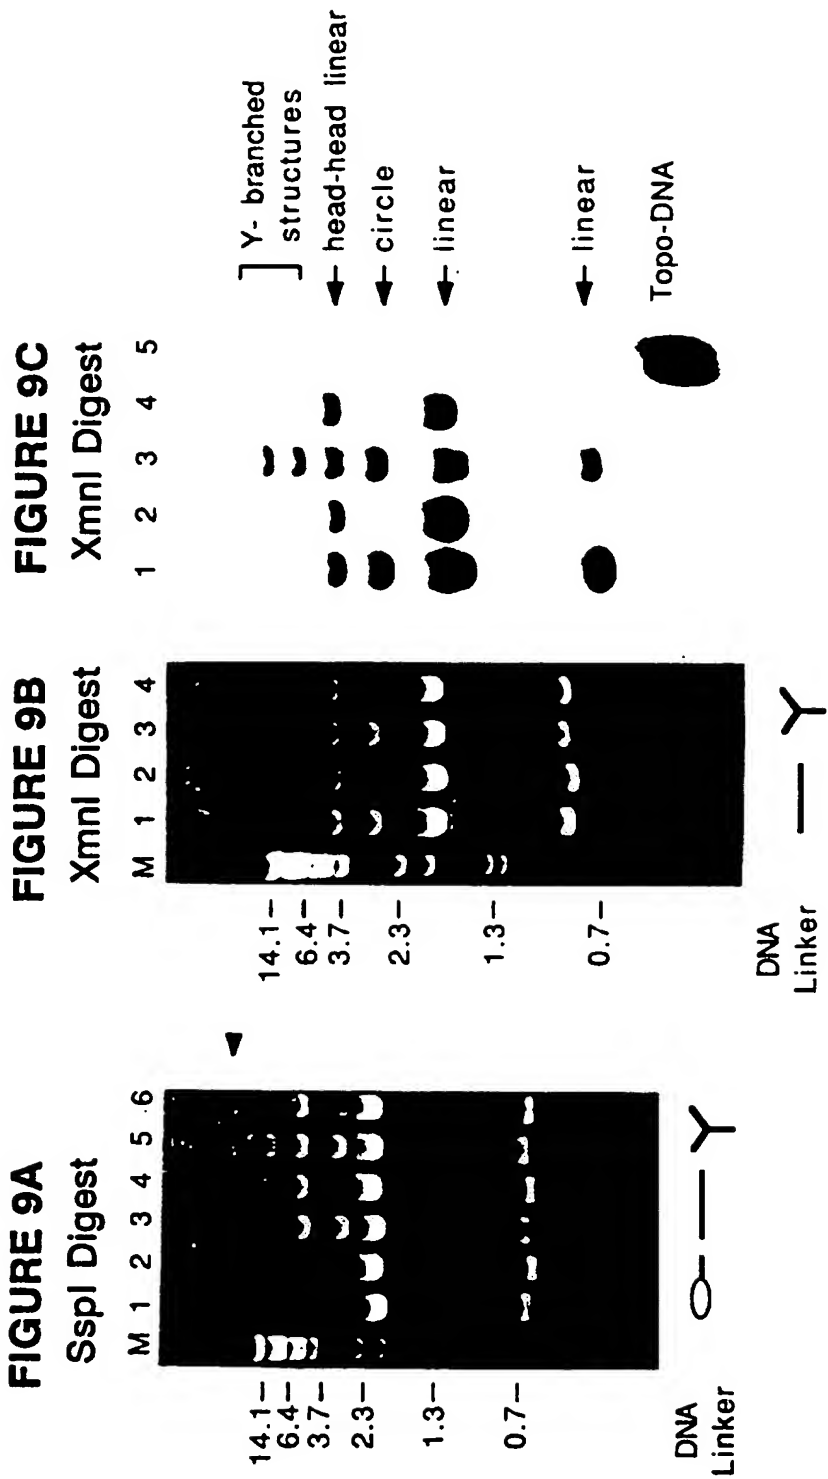 FIGURE 9A
SspI Digest
M 1 2 3 4 5 6
14.1
6.4
3.7
2.3
1.3
0.7
DNA
Linker
FIGURE 9B
XmnI Digest
M 1 2 3 4
14.1
6.4
3.7
2.3
1.3
0.7
DNA
Linker
FIGURE 9C
XmnI Digest
1 2 3 4 5
Y- branched
structures
head-head linear
circle
linear
linear
Topo-DNA